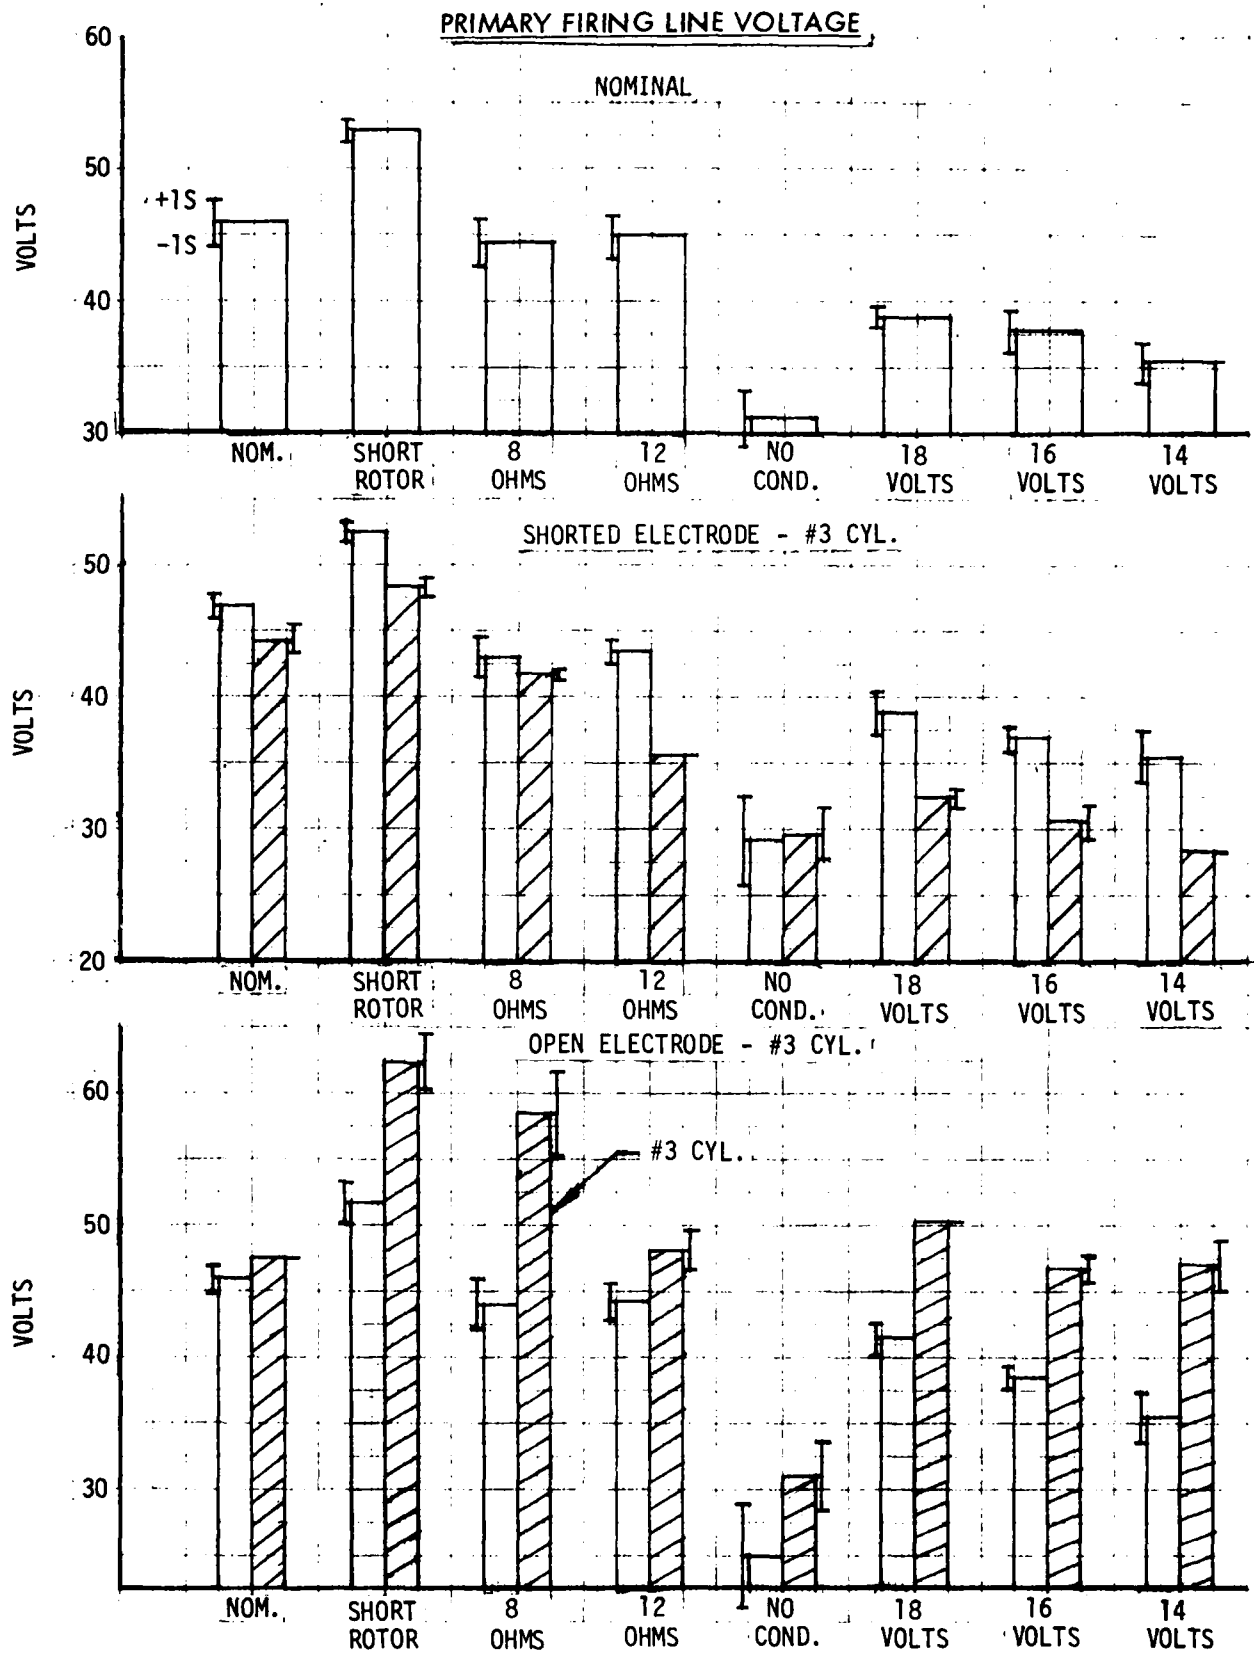 PRIMARY FIRING LINE VOLTAGE
NOMINAL
60
50
40
30
VOLTS
+1S
-1S
NOM. SHORT ROTOR 8 OHMS 12 OHMS NO COND. 18 VOLTS 16 VOLTS 14 VOLTS
SHORTED ELECTRODE - #3 CYL.
50
40
30
20
VOLTS
NOM. SHORT ROTOR 8 OHMS 12 OHMS NO COND. 18 VOLTS 16 VOLTS 14 VOLTS
OPEN ELECTRODE - #3 CYL.
60
50
40
30
VOLTS
#3 CYL.
NOM. SHORT ROTOR 8 OHMS 12 OHMS NO COND. 18 VOLTS 16 VOLTS 14 VOLTS